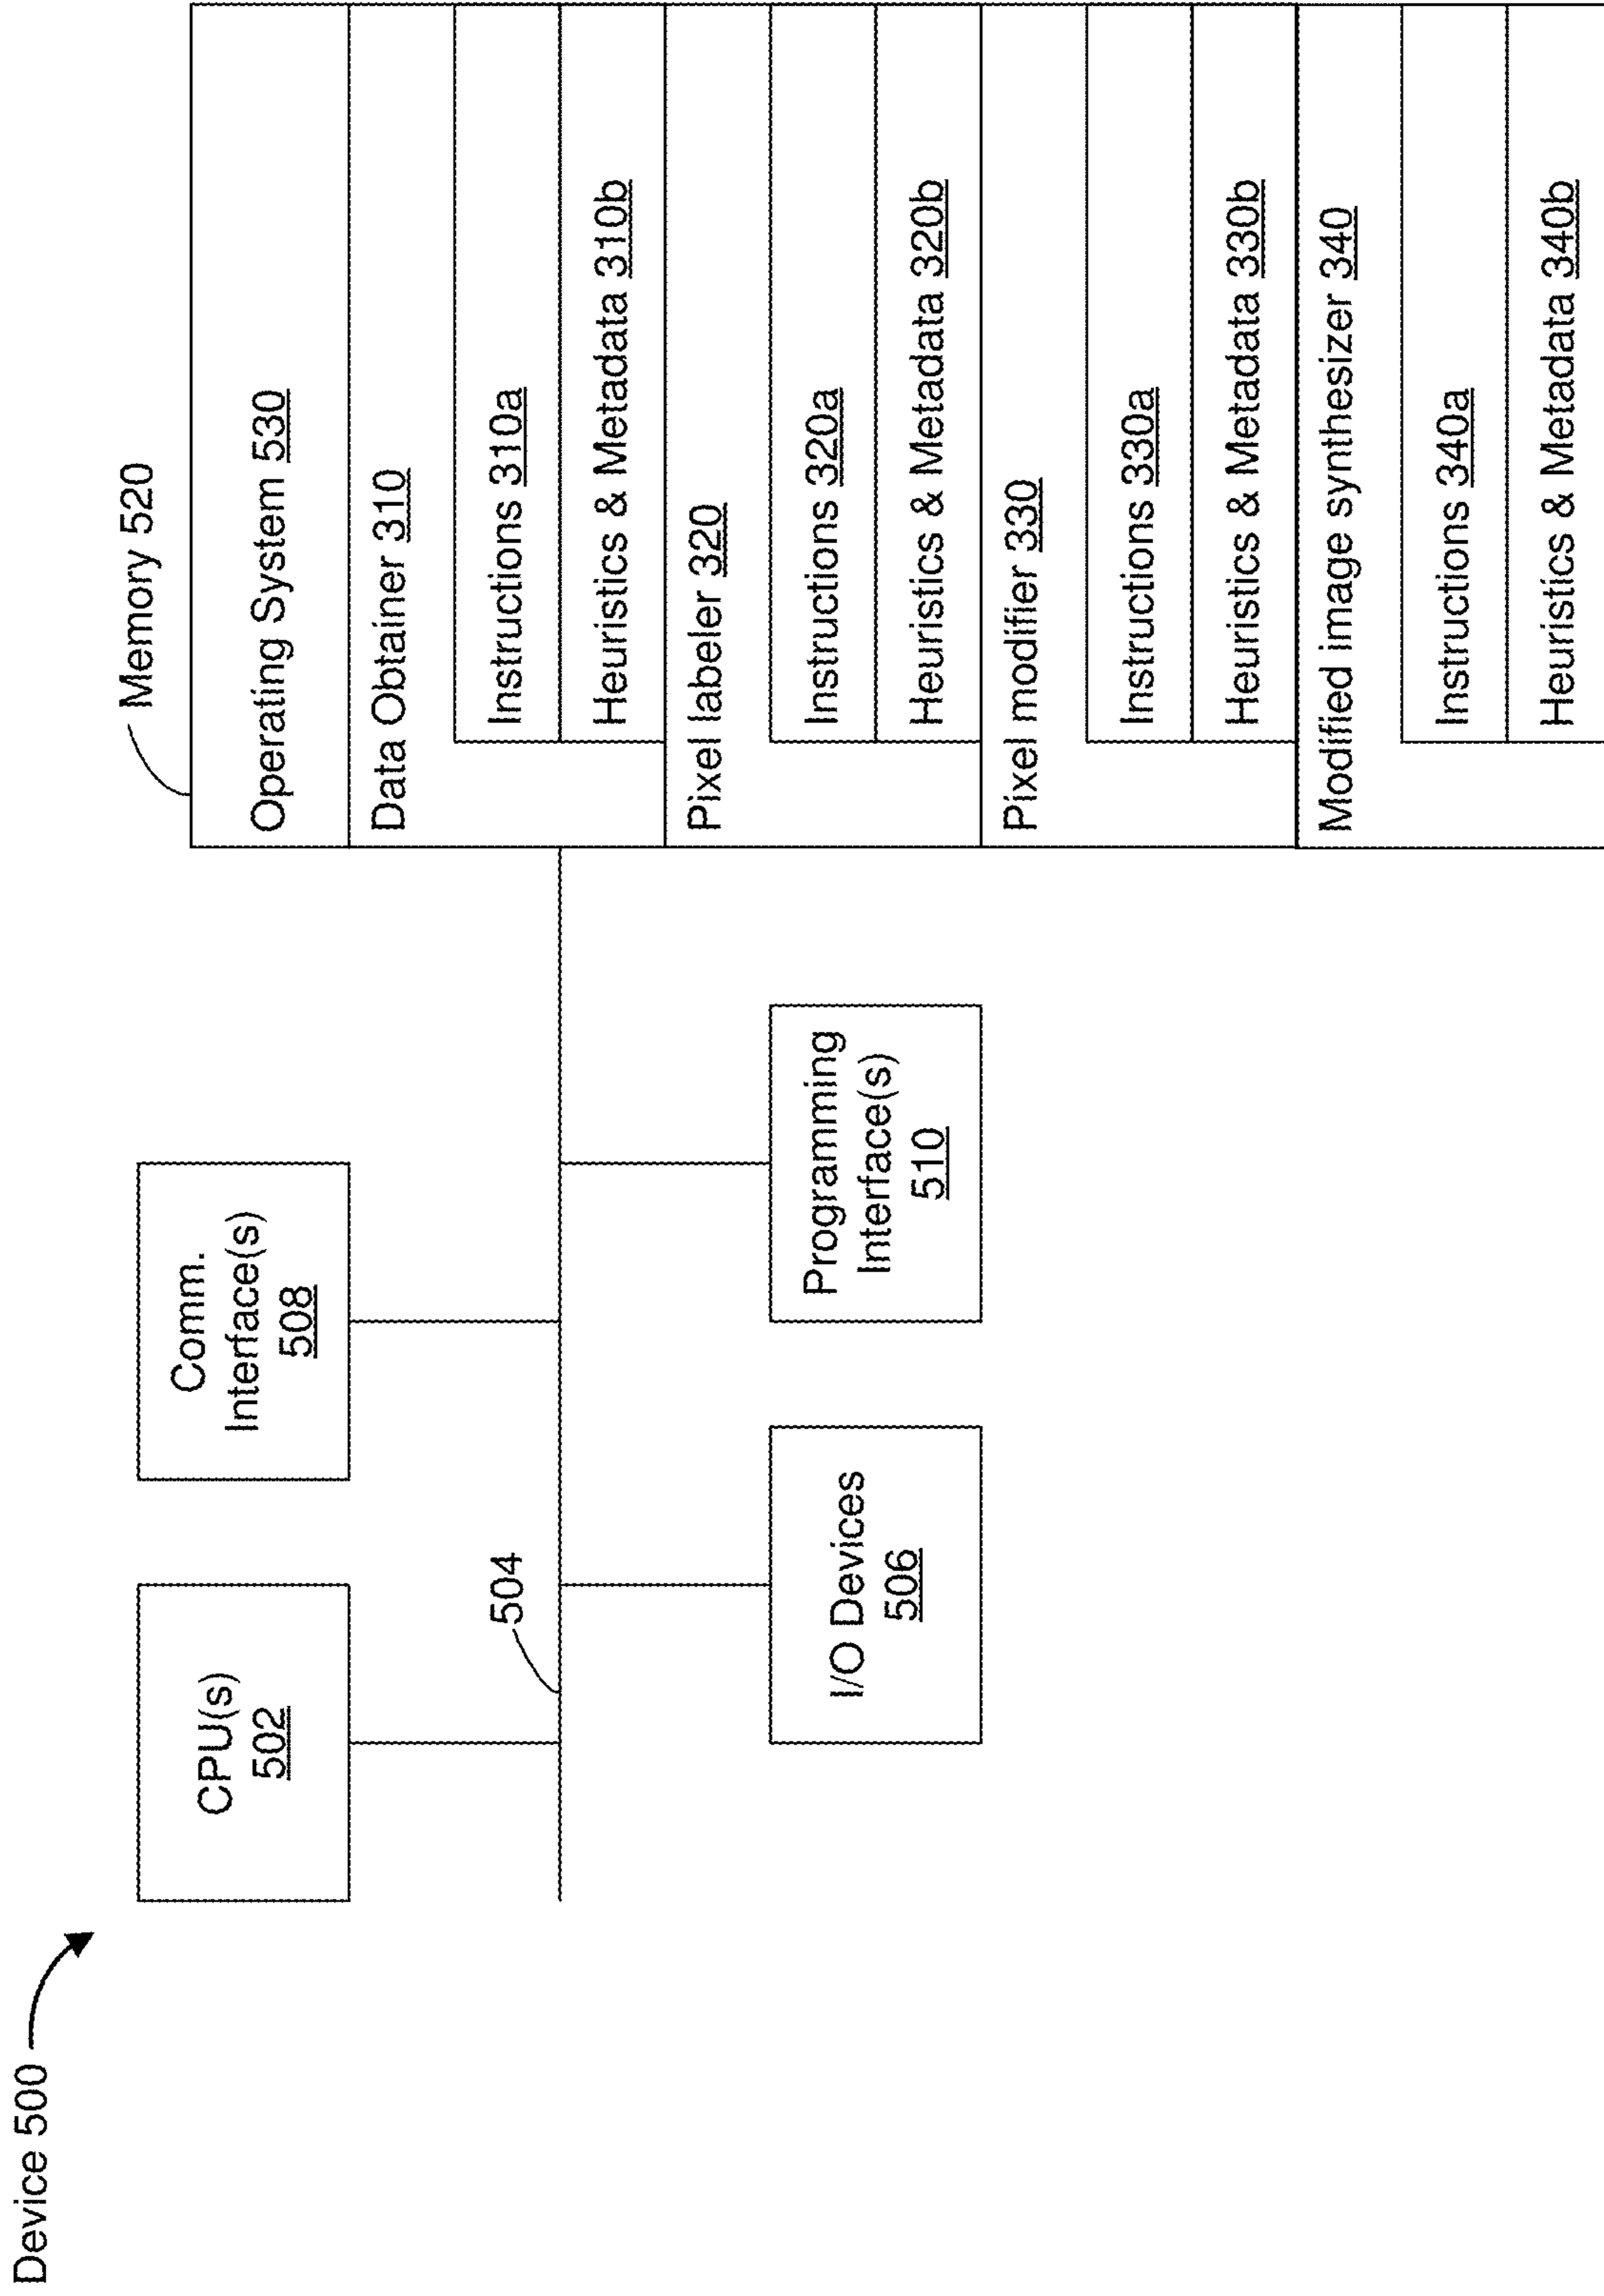 Device 500
CPU(s)
502
Comm.
Interface(s)
508
504
I/O Devices
506
Programming
Interface(s)
510
Memory 520
Operating System 530
Data Obtainer 310
Instructions 310a
Heuristics & Metadata 310b
Pixel labeler 320
Instructions 320a
Heuristics & Metadata 320b
Pixel modifier 330
Instructions 330a
Heuristics & Metadata 330b
Modified image synthesizer 340
Instructions 340a
Heuristics & Metadata 340b